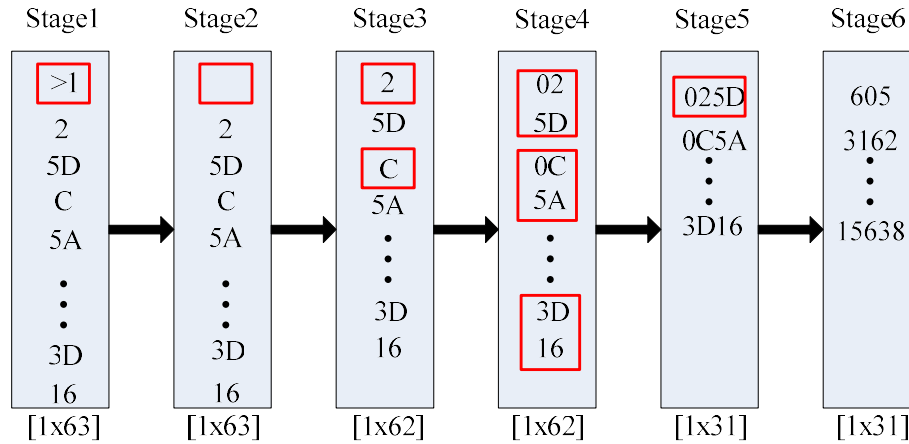 Stage1 Stage2 Stage3 Stage4 Stage5 Stage6
>1
2
5D
C
5A
3D
16
[1x63]
2
5D
C
5A
3D
16
[1x63]
2
5D
C
5A
3D
16
[1x62]
02
5D
0C
5A
3D
16
[1x62]
025D
0C5A
3D16
[1x31]
605
3162
15638
[1x31]